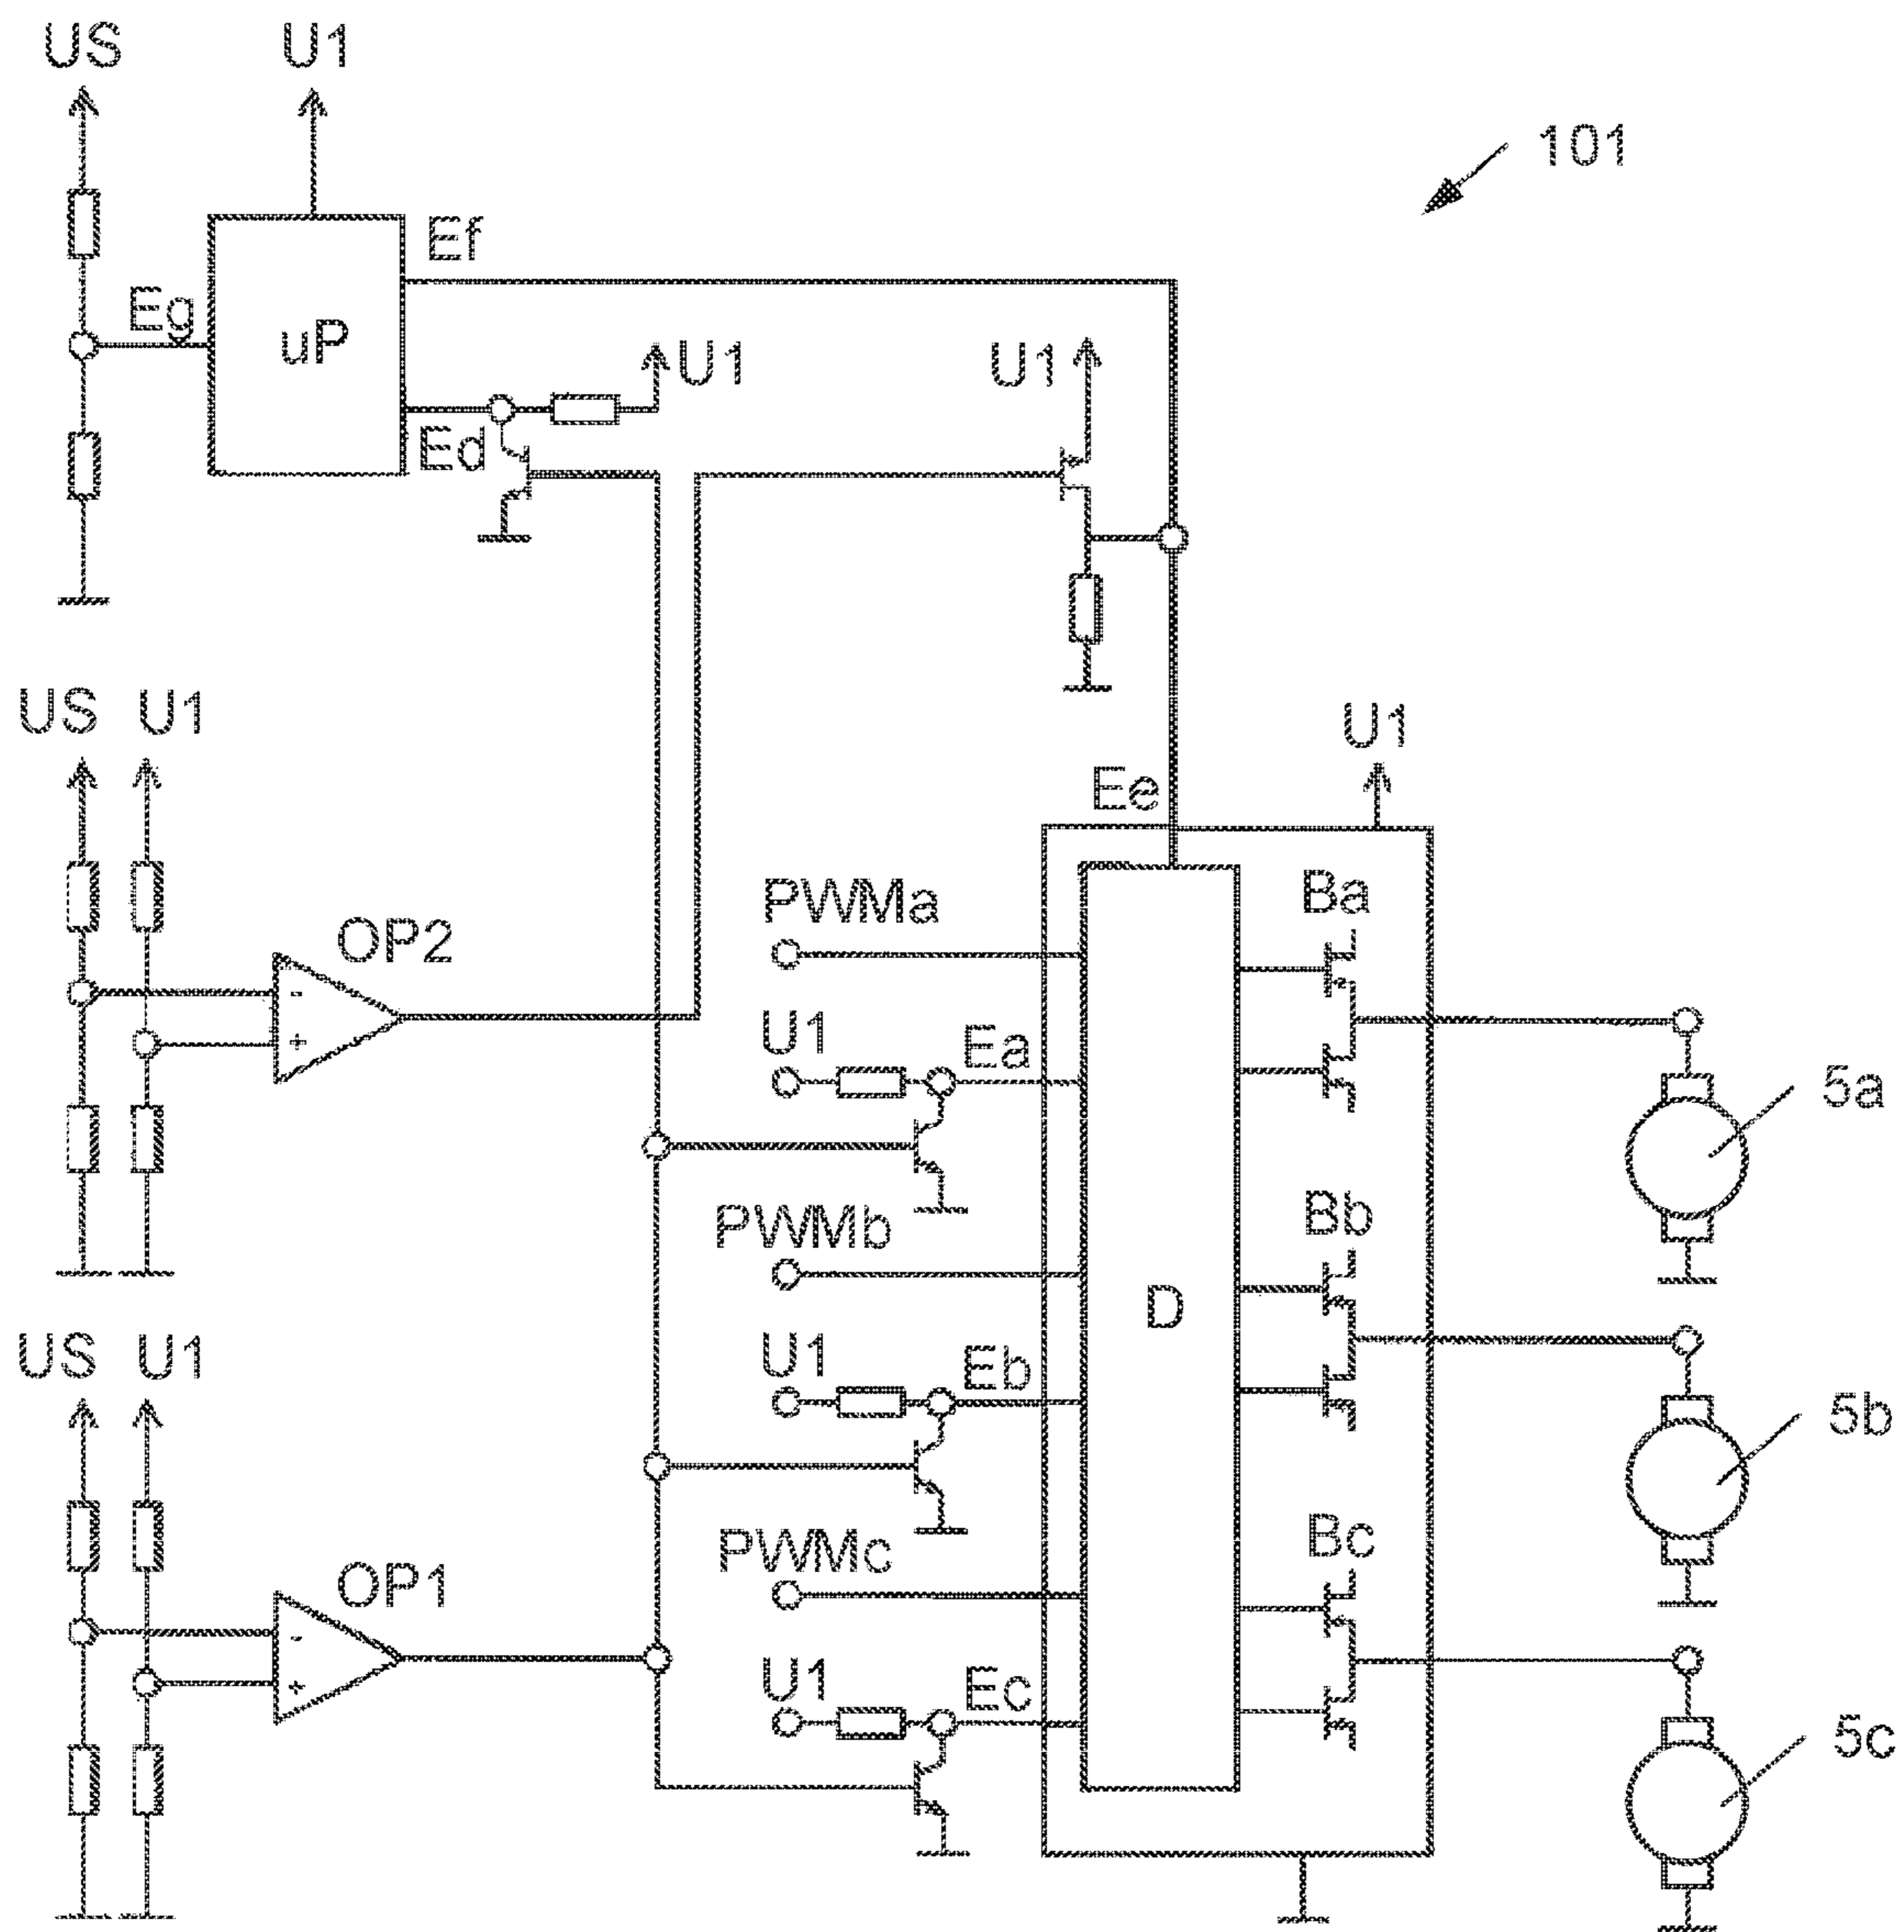 US U1
101
Ef
Eg
uP
U1 U1
Ed
US U1
U1
Ee
PWMa Ba
OP2
-
+
U1 Ea
5a
PWMb Bb
D
US U1
U1 Eb
5b
PWMc Bc
OP1
-
+
U1 Ec
5c